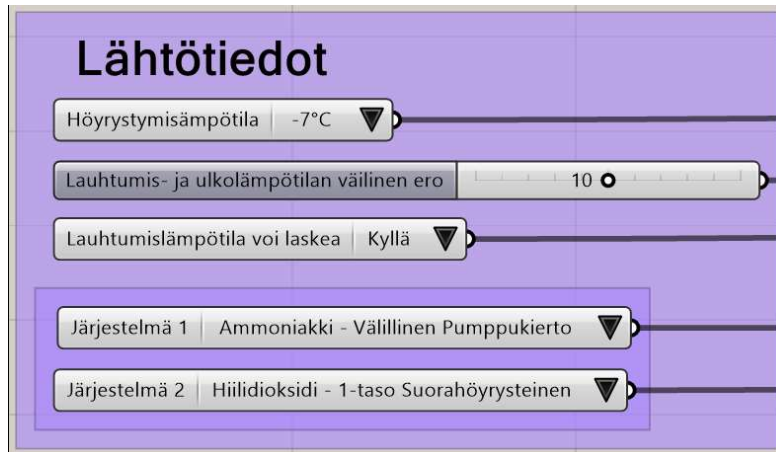 Lähtötiedot
Höyrystymisämpötila -7°C
Lauhtumis- ja ulkolämpötilan väilinen ero 10
Lauhtumislämpötila voi laskea Kyllä
Järjestelmä 1 Ammoniakki - Välillinen Pumppukierto
Järjestelmä 2 Hiilidioksidi - 1-taso Suorahöyrysteinen